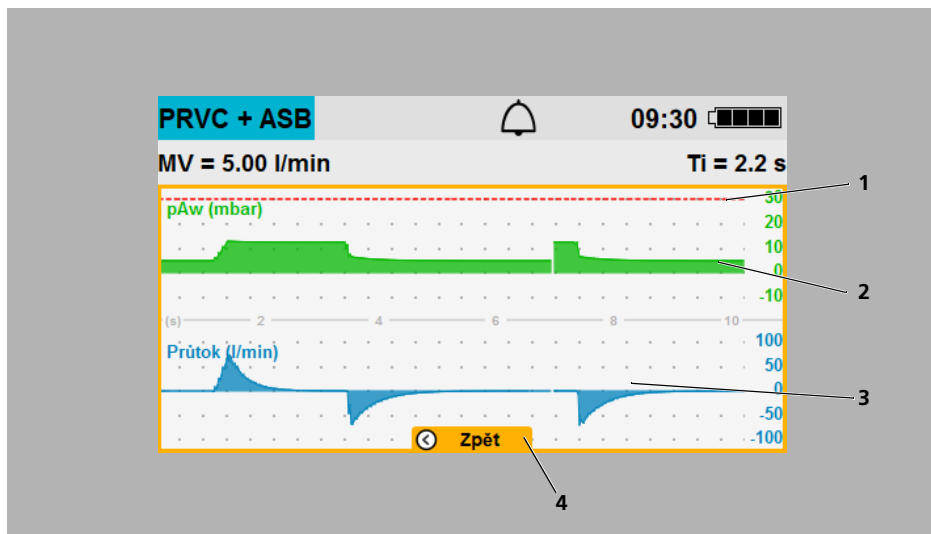 PRVC + ASB 09:30
MV = 5.00 l/min Ti = 2.2 s
1
pAw (mbar) 30
20
10
0
2
-10
(s) 2 4 6 8 10
Průtok (l/min) 100
50
0
3
-50
-100
Zpět
4